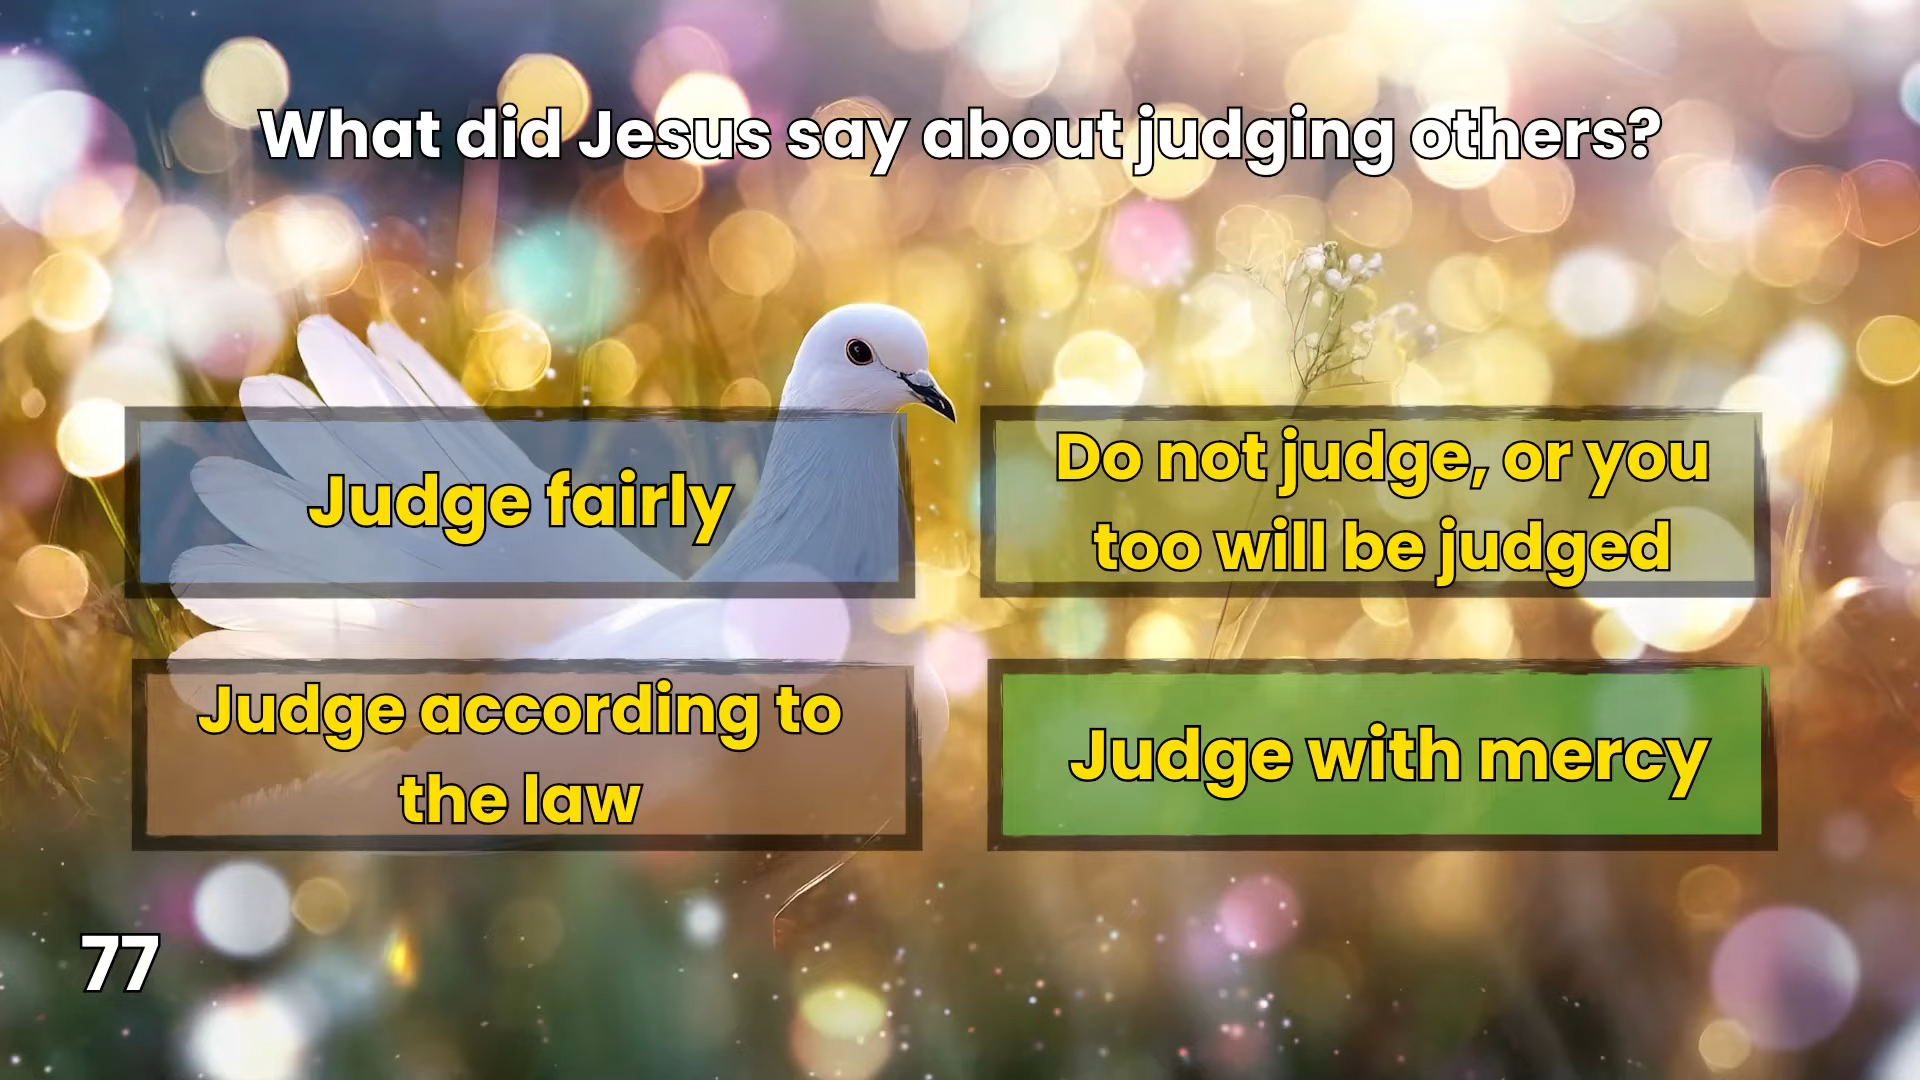 What did Jesus say about judging others?
Judge fairly
Do not judge, or you
too will be judged
Judge according to
the law
Judge with mercy
77